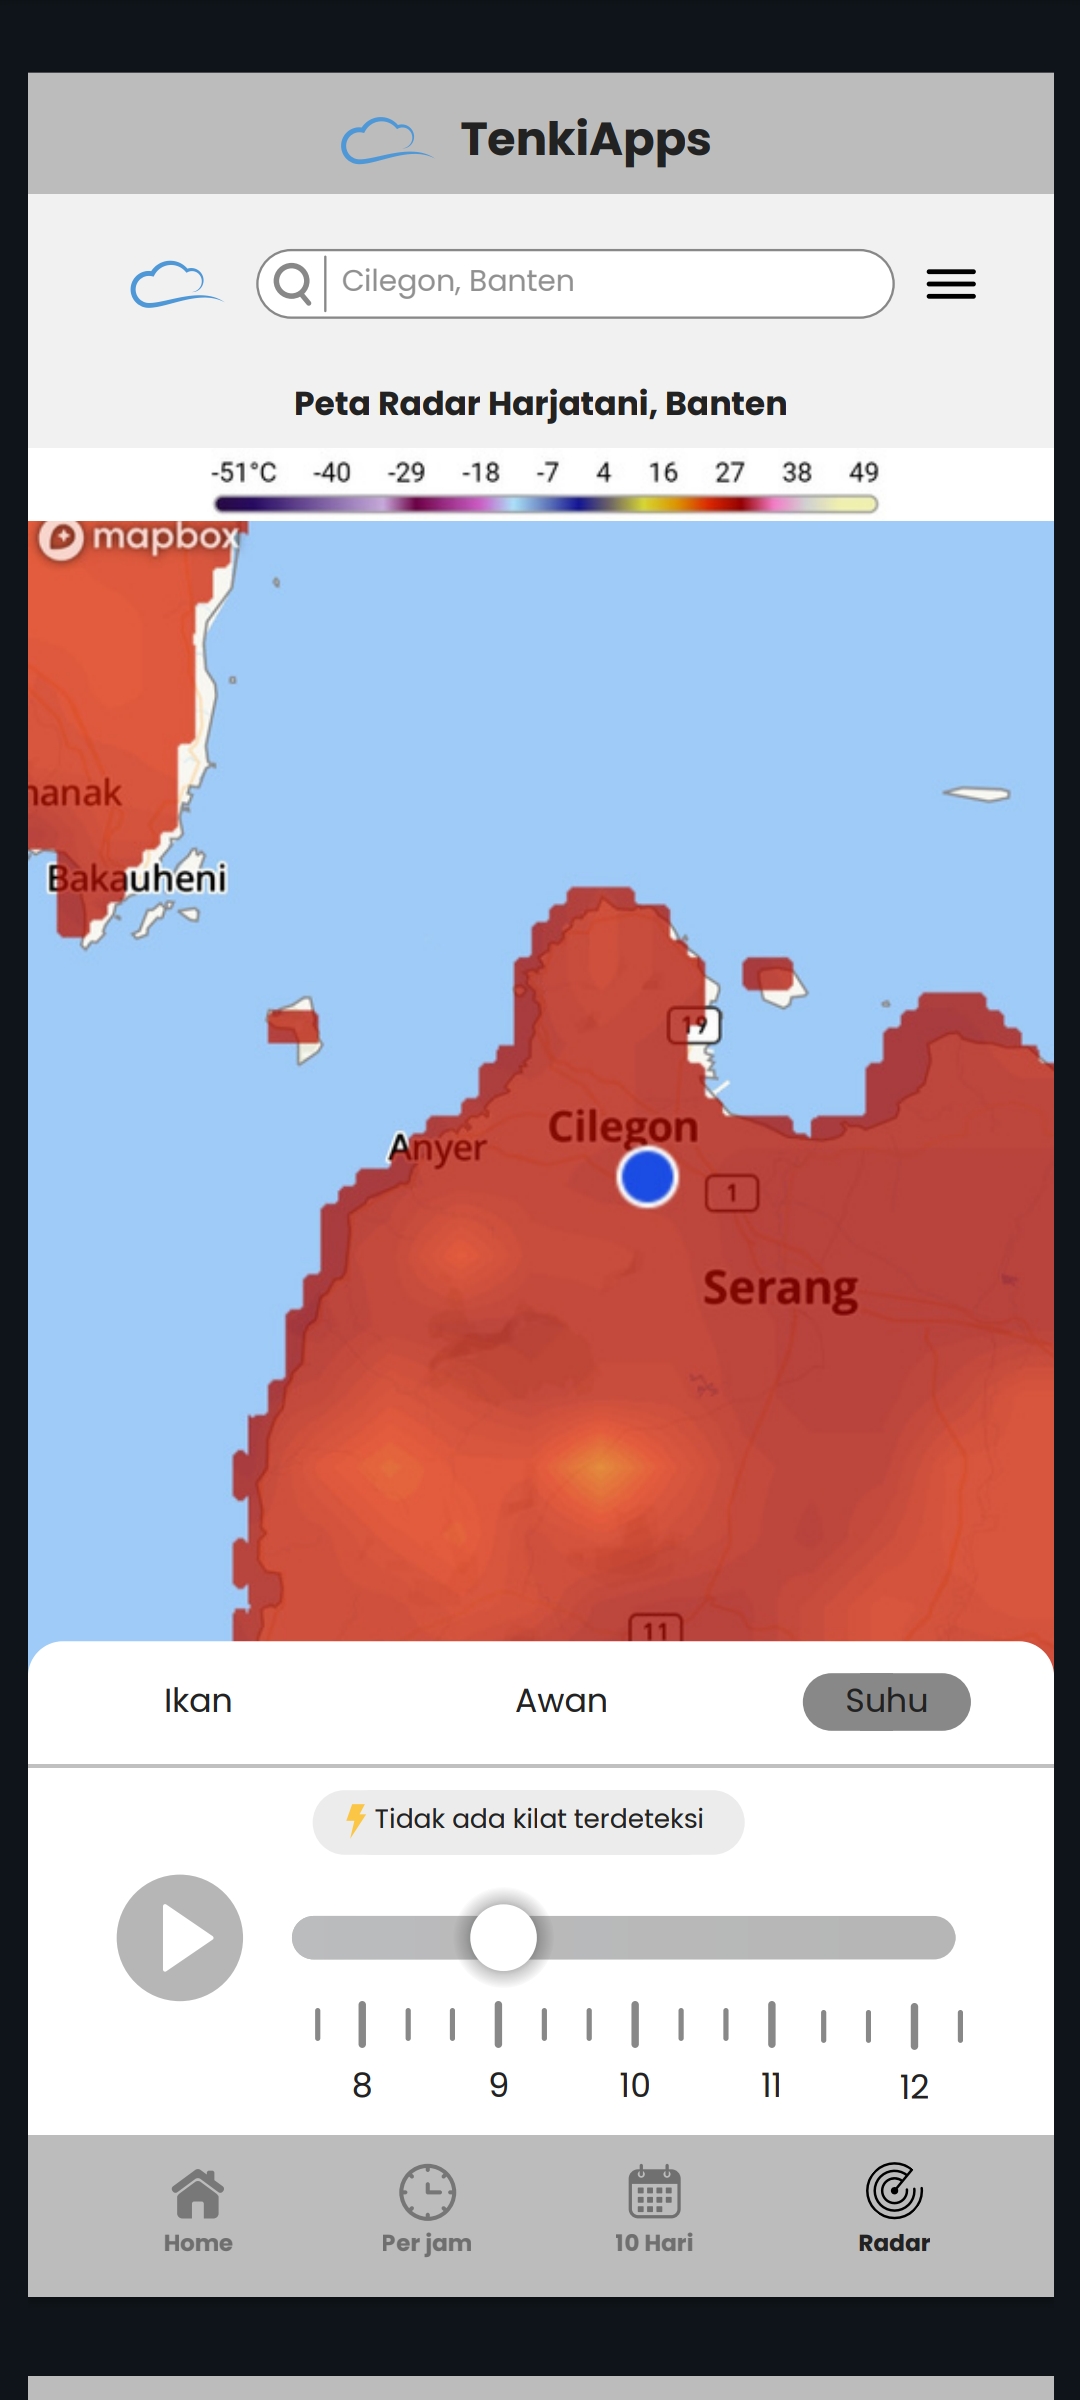 TenkiApps
Cilegon, Banten
Peta Radar Harjatani, Banten
-51°C -40 -29 -18 -7 4 16 27 38 49
mapbox
nanak
Bakauheni
19
Cilegon
Anyer
1
Serang
11
Ikan Awan Suhu
Tidak ada kilat terdeteksi
8 9 10 11 12
Home Per jam 10 Hari Radar